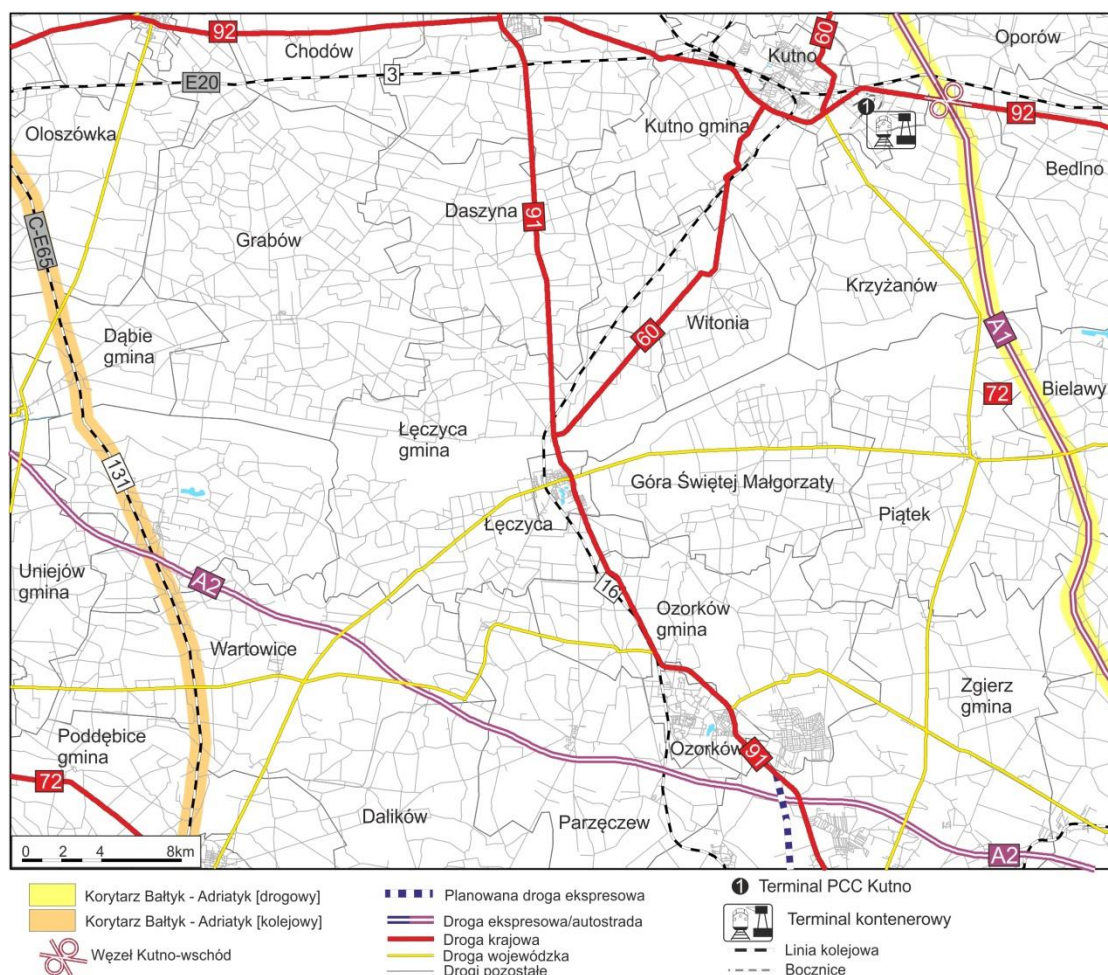 92
Chodów
60
Kutno
Oporów
E20
3
Oloszówka
Kutno gmina
1
92
Bedlno
C-E65
Grabów
Daszyna
91
Krzyżanów
Dąbie
gmina
60
Witonia
A1
72
Bielawy
Łęczyca
gmina
131
Góra Świętej Małgorzaty
Łęczyca
Piątek
Uniejów
gmina
A2
16
Ozorków
gmina
Wartowice
Zgierz
gmina
Poddębice
gmina
Ozorków
91
72
Dalików
Parzęczew
A2
0 2 4 8km
Korytarz Bałtyk - Adriatyk [drogowy]
Korytarz Bałtyk - Adriatyk [kolejowy]
Węzeł Kutno-wschód
Planowana droga ekspresowa
Droga ekspresowa/autostrada
Droga krajowa
Droga wojewódzka
Drogi pozostałe
1 Terminal PCC Kutno
Terminal kontenerowy
Linia kolejowa
Bocznice